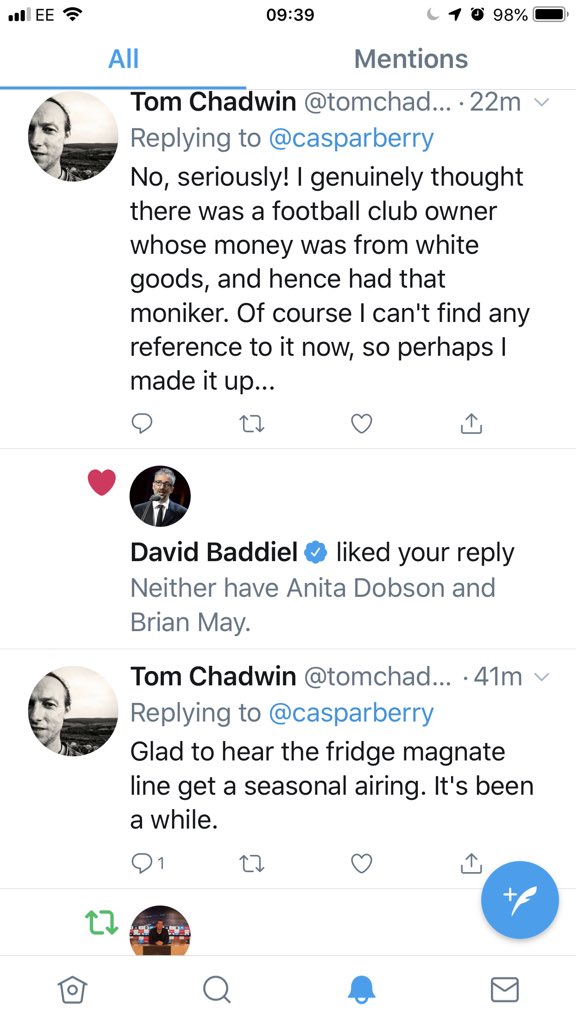 EE 09:39 98%
All Mentions
Tom Chadwin @tomchad... · 22m
Replying to @casparberry
No, seriously! I genuinely thought
there was a football club owner
whose money was from white
goods, and hence had that
moniker. Of course I can't find any
reference to it now, so perhaps I
made it up...
David Baddiel liked your reply
Neither have Anita Dobson and
Brian May.
Tom Chadwin @tomchad... · 41m
Replying to @casparberry
Glad to hear the fridge magnate
line get a seasonal airing. It's been
a while.
1